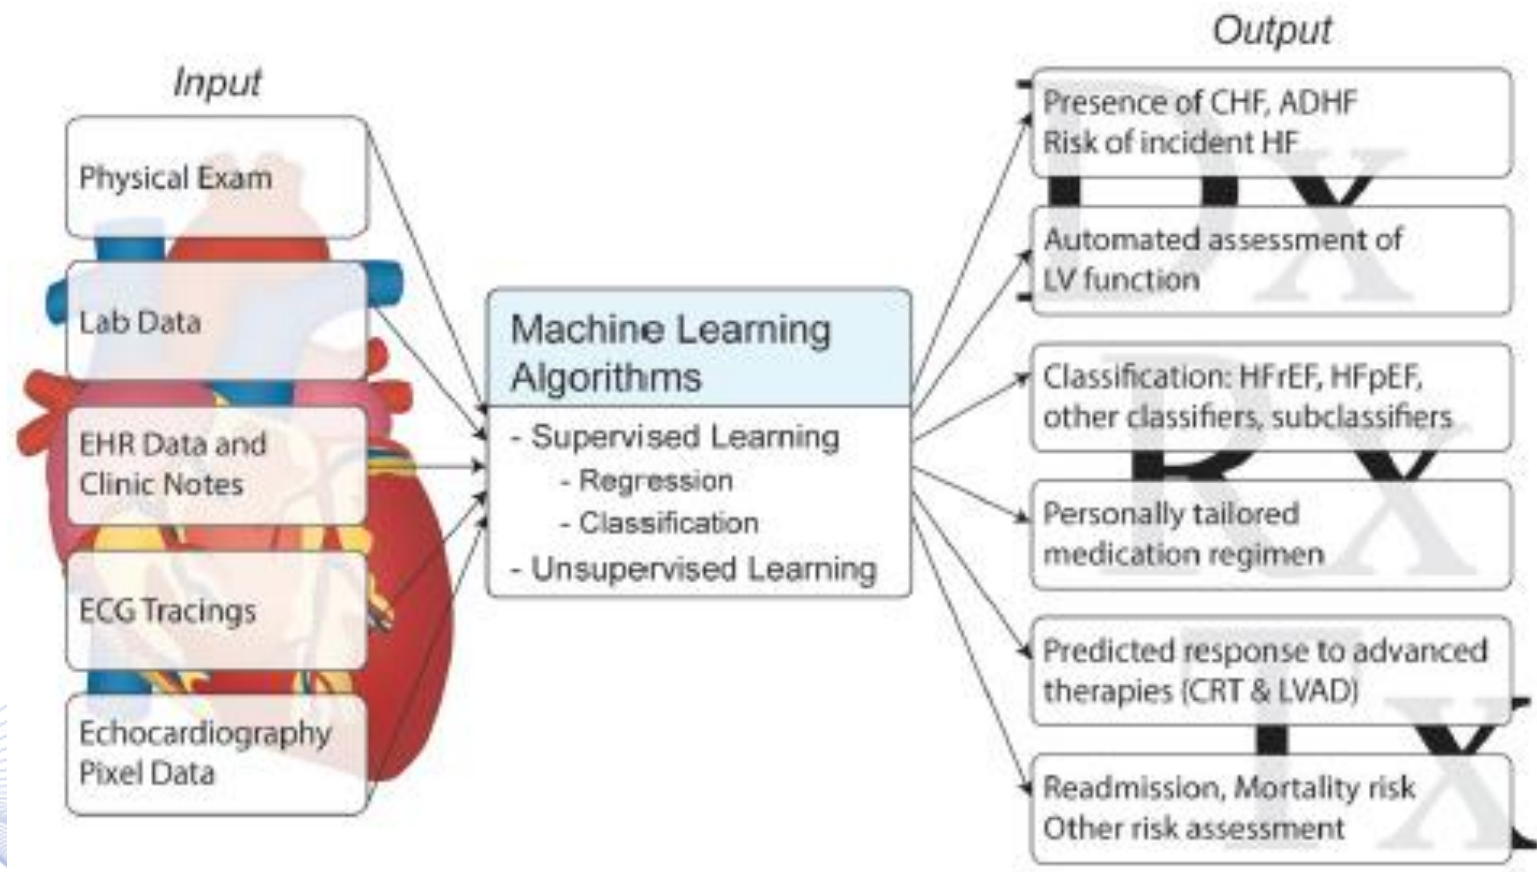 Input
Physical Exam
Lab Data
EHR Data and
Clinic Notes
ECG Tracings
Echocardiography
Pixel Data
Machine Learning
Algorithms
- Supervised Learning
- Regression
- Classification
- Unsupervised Learning
Output
Presence of CHF, ADHF
Risk of incident HF
Automated assessment of
LV function
Classification: HFrEF, HFpEF,
other classifiers, subclassifiers
Personally tailored
medication regimen
Predicted response to advanced
therapies (CRT & LVAD)
Readmission, Mortality risk
Other risk assessment
Dx
Rx
Tx